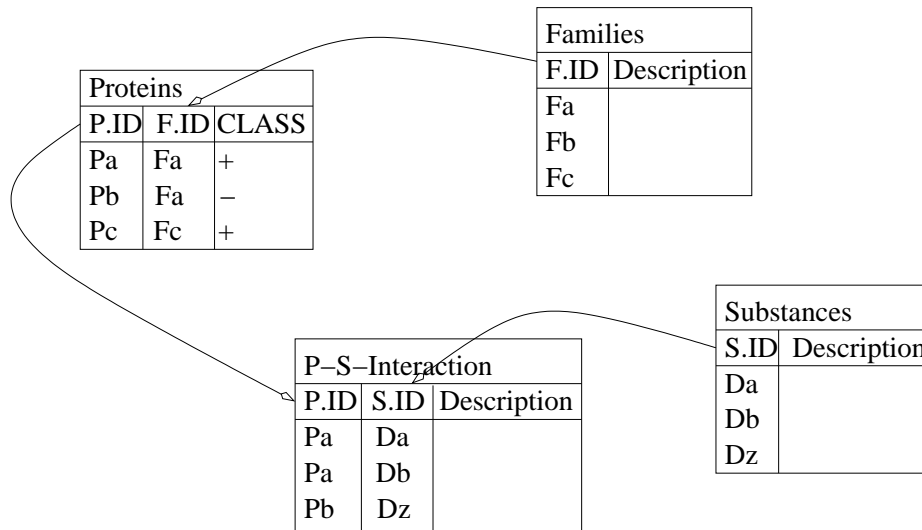 Families
F.ID Description
Fa
Fb
Fc
Proteins
P.ID F.ID CLASS
Pa Fa +
Pb Fa −
Pc Fc +
Substances
S.ID Description
Da
Db
Dz
P−S−Interaction
P.ID S.ID Description
Pa Da
Pa Db
Pb Dz